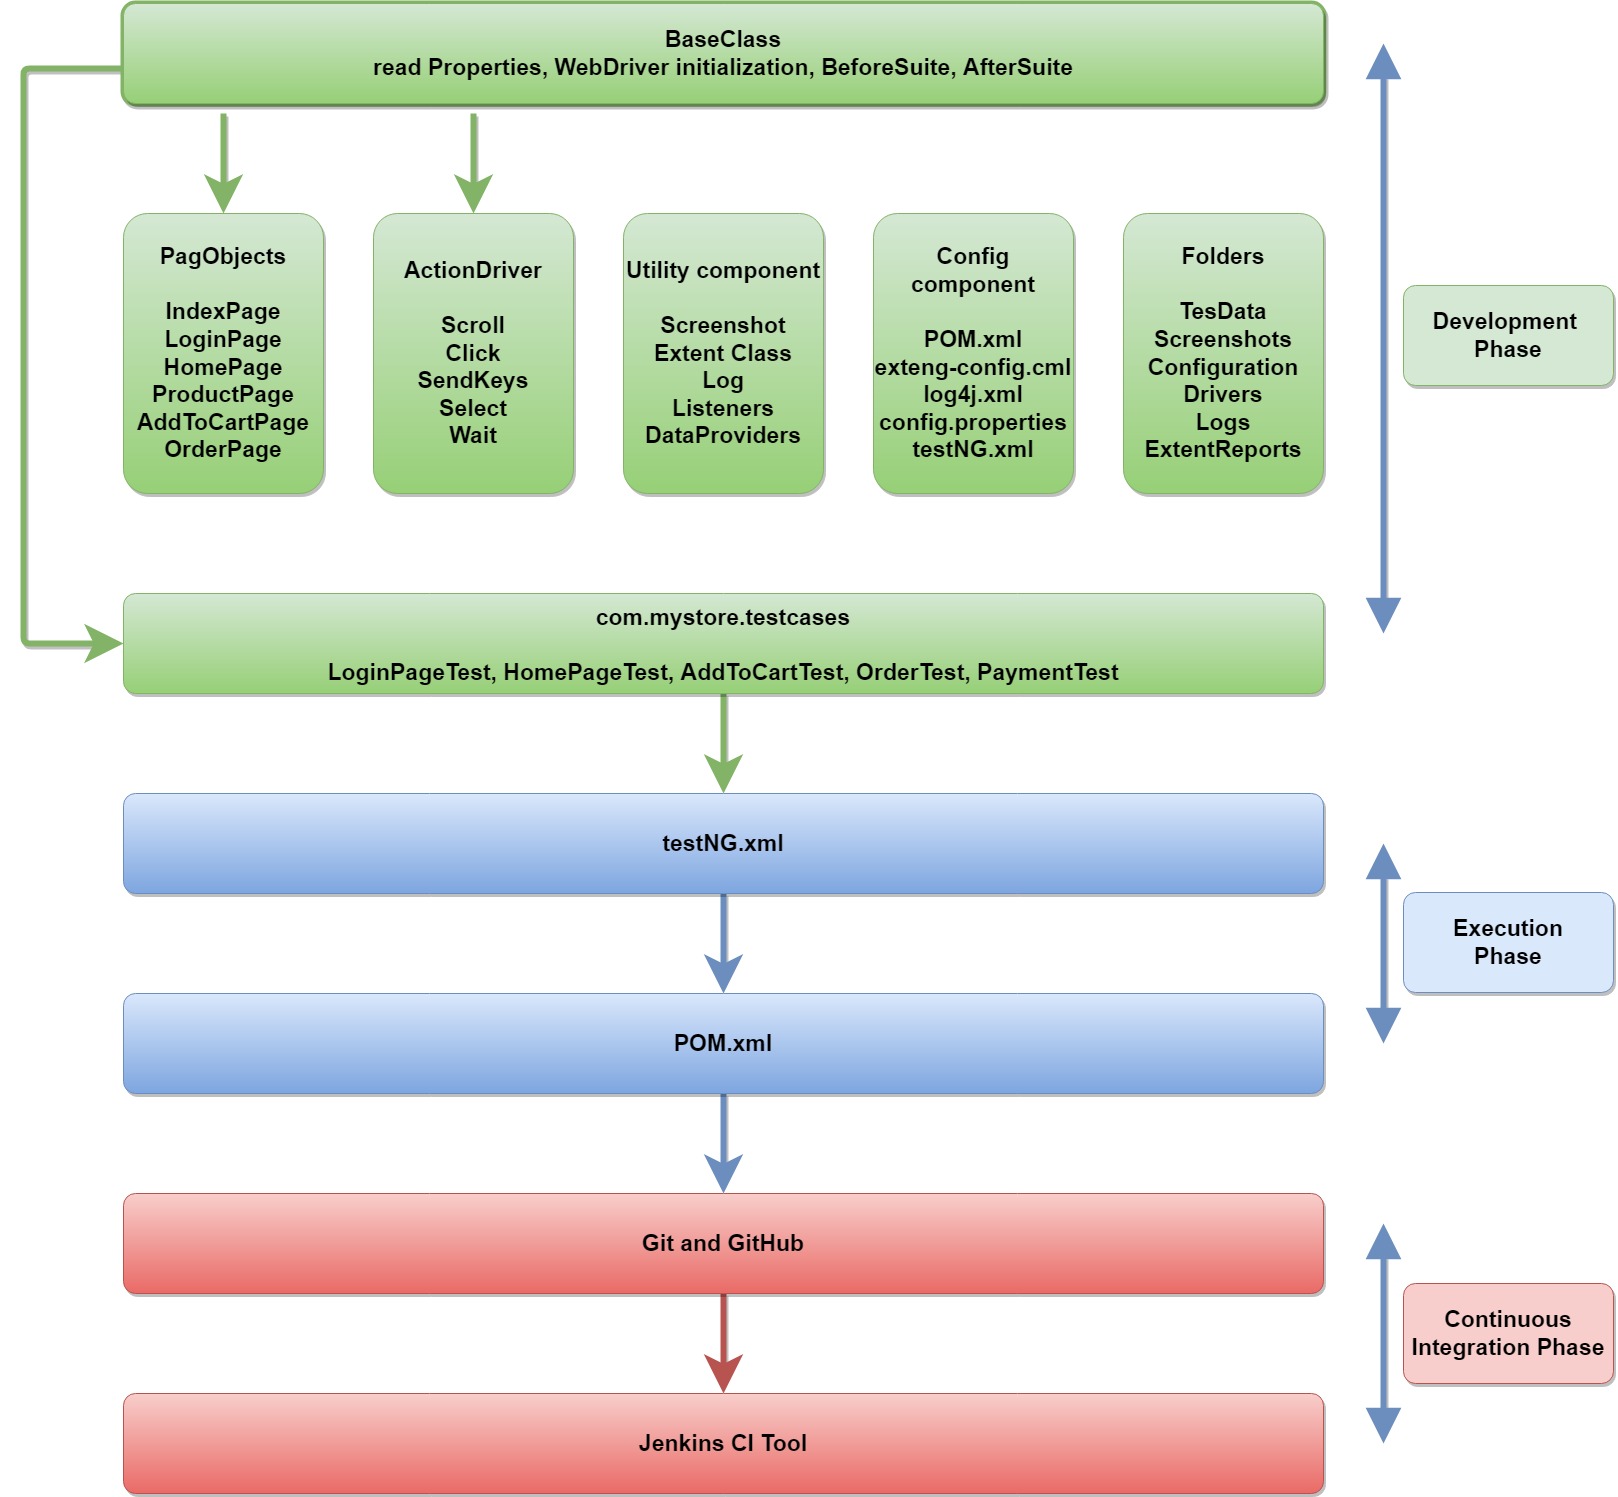 BaseClass
read Properties, WebDriver initialization, BeforeSuite, AfterSuite
PagObjects
IndexPage
LoginPage
HomePage
ProductPage
AddToCartPage
OrderPage
ActionDriver
Scroll
Click
SendKeys
Select
Wait
Utility component
Screenshot
Extent Class
Log
Listeners
DataProviders
Config
component
POM.xml
exteng-config.cml
log4j.xml
config.properties
testNG.xml
Folders
TesData
Screenshots
Configuration
Drivers
Logs
ExtentReports
Development
Phase
com.mystore.testcases
LoginPageTest, HomePageTest, AddToCartTest, OrderTest, PaymentTest
testNG.xml
Execution
Phase
POM.xml
Git and GitHub
Continuous
Integration Phase
Jenkins CI Tool